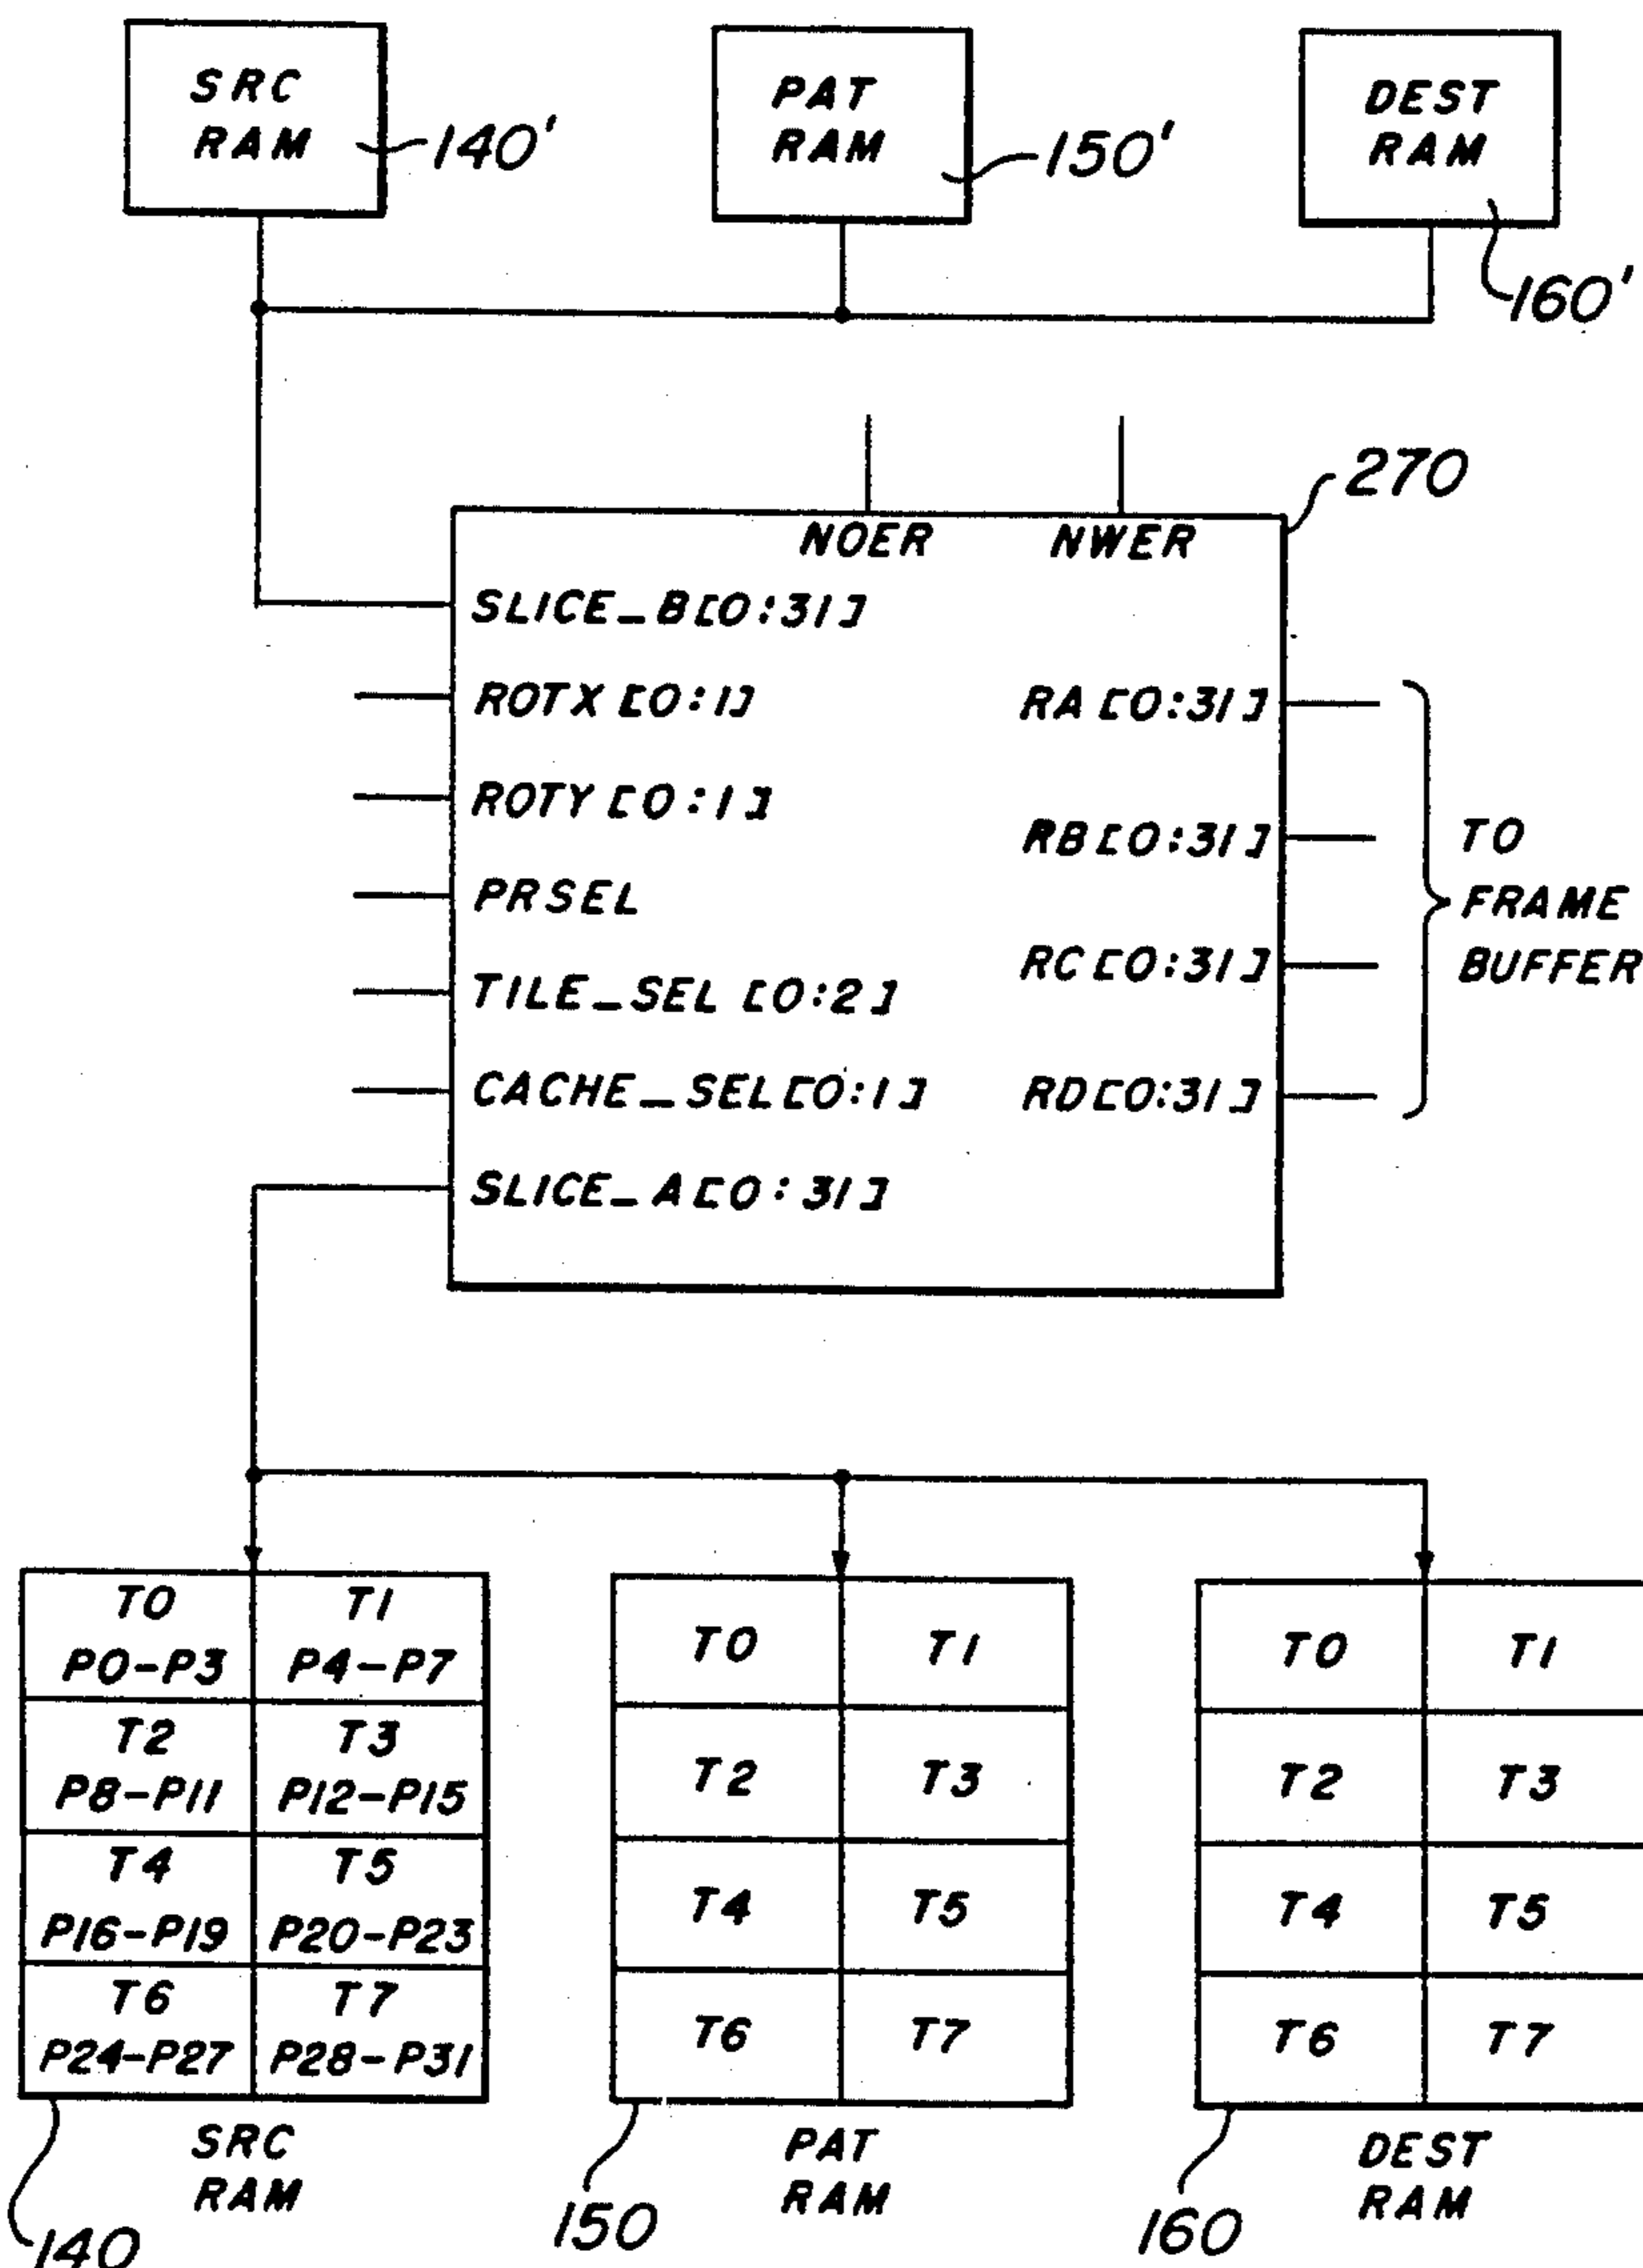 SRC
RAM
140'
PAT
RAM
150'
DEST
RAM
160'
270
NOER
NWER
SLICE_B[0:31]
ROTX [0:1]
ROTY [0:1]
PRSEL
TILE_SEL [0:2]
CACHE_SEL[0:1]
SLICE_A[0:31]
RA [0:31]
RB[0:31]
RC [0:31]
RD[0:31]
TO
FRAME
BUFFER
T0
P0-P3
T1
P4-P7
T2
P8-P11
T3
P12-P15
T4
P16-P19
T5
P20-P23
T6
P24-P27
T7
P28-P31
SRC
RAM
140
T0
T1
T2
T3
T4
T5
T6
T7
PAT
RAM
150
T0
T1
T2
T3
T4
T5
T6
T7
DEST
RAM
160